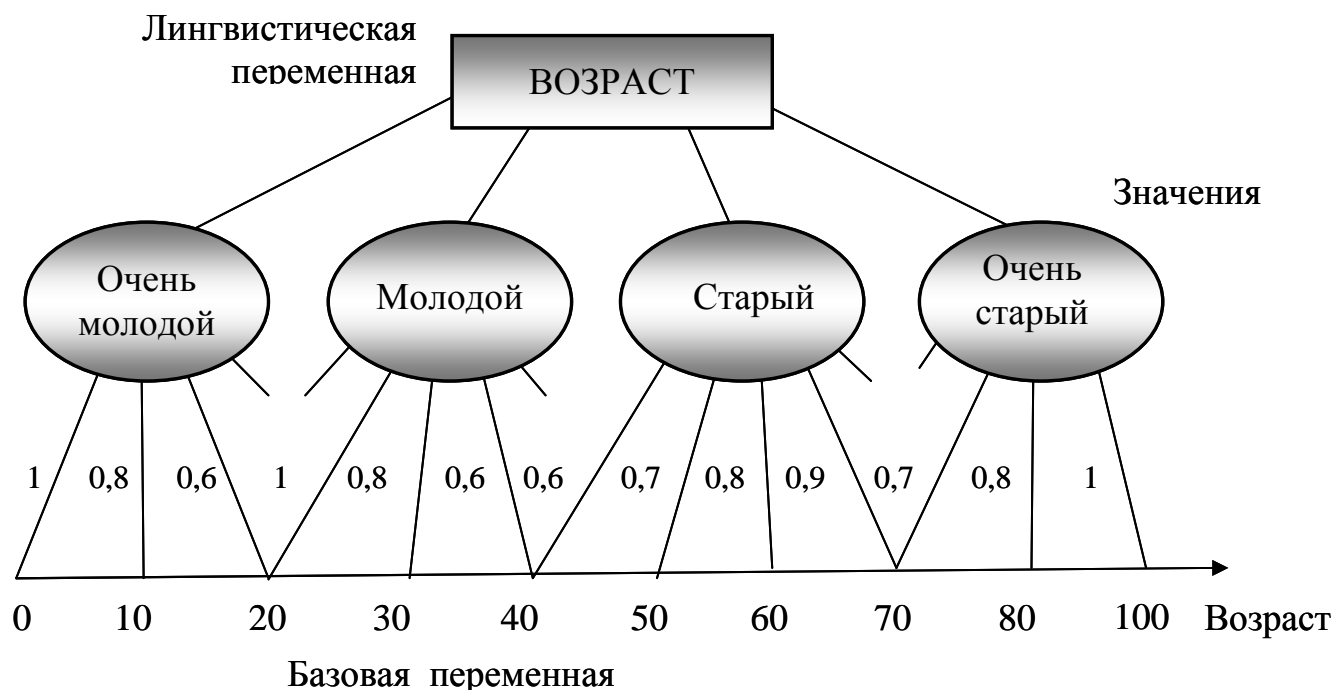 Лингвистическая
переменная
ВОЗРАСТ
Значения
Очень
молодой
Молодой
Старый
Очень
старый
1 0,8 0,6 1 0,8 0,6 0,6 0,7 0,8 0,9 0,7 0,8 1
0 10 20 30 40 50 60 70 80 100 Возраст
Базовая переменная